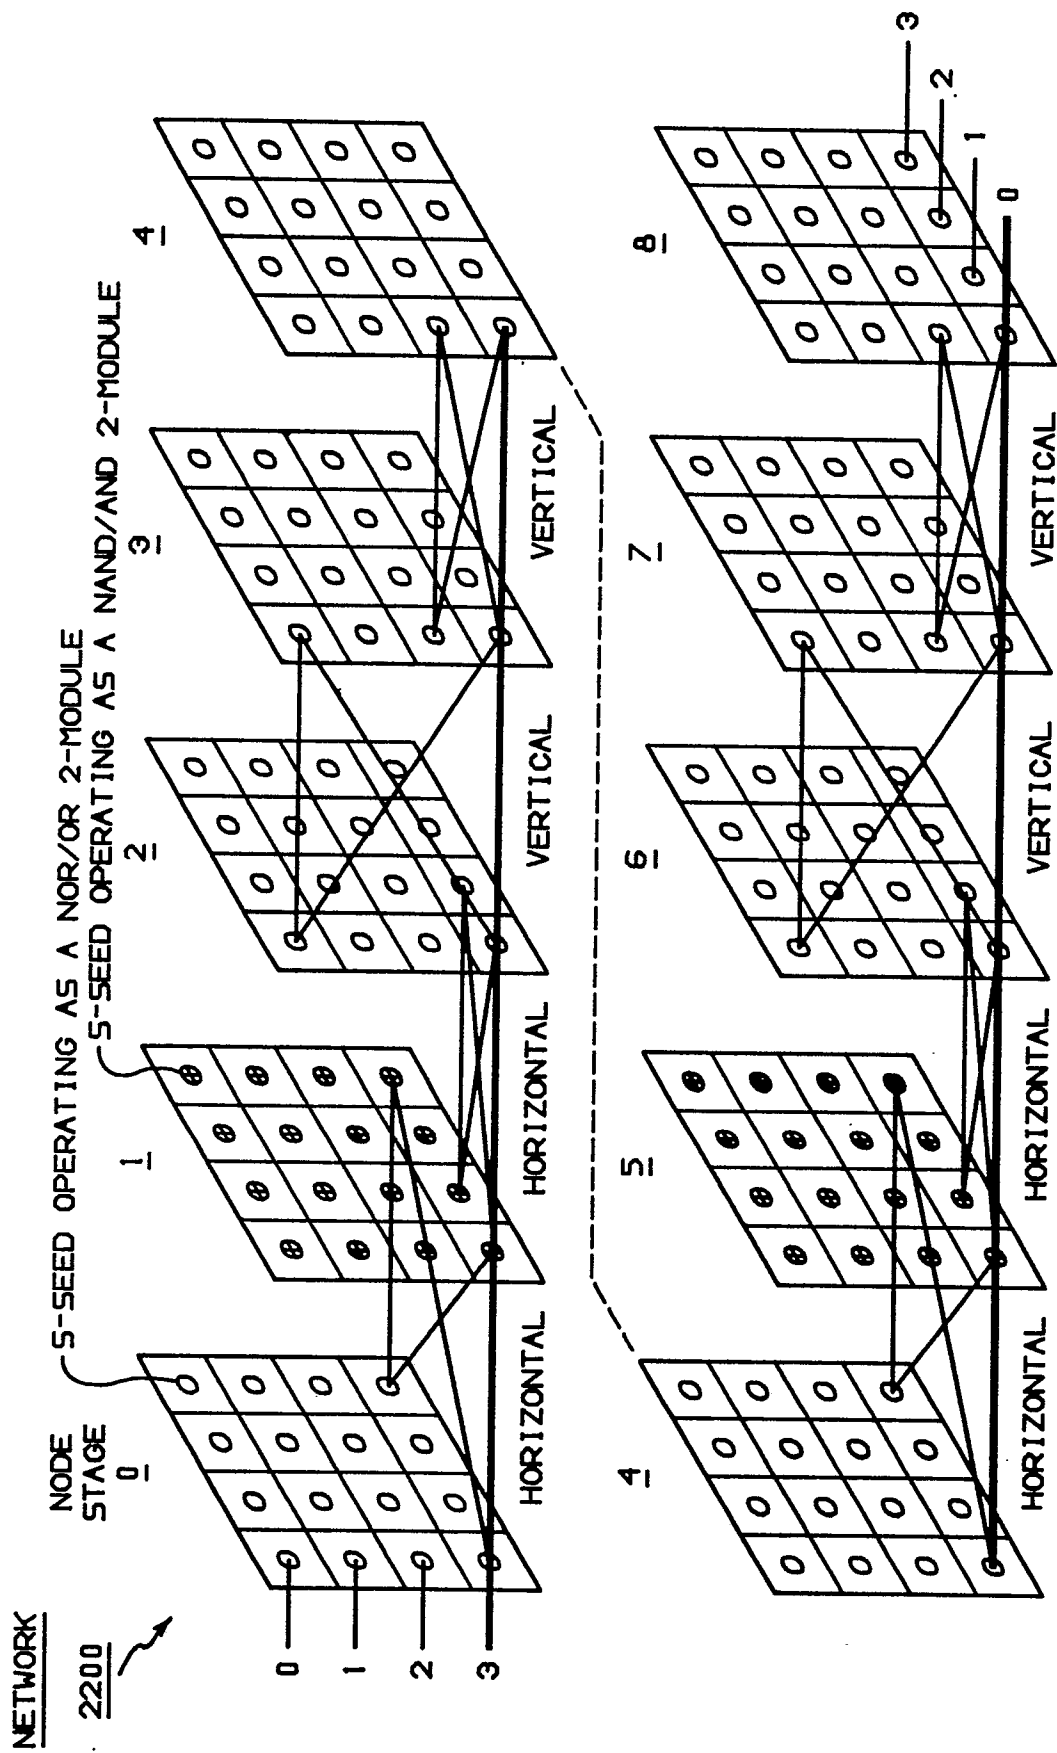 NETWORK
2200
NODE
STAGE
S-SEED OPERATING AS A NOR/OR 2-MODULE
S-SEED OPERATING AS A NAND/AND 2-MODULE
0
1
2
3
4
0
1
2
3
HORIZONTAL
HORIZONTAL
VERTICAL
VERTICAL
4
5
6
7
8
HORIZONTAL
HORIZONTAL
VERTICAL
VERTICAL
3
2
1
0